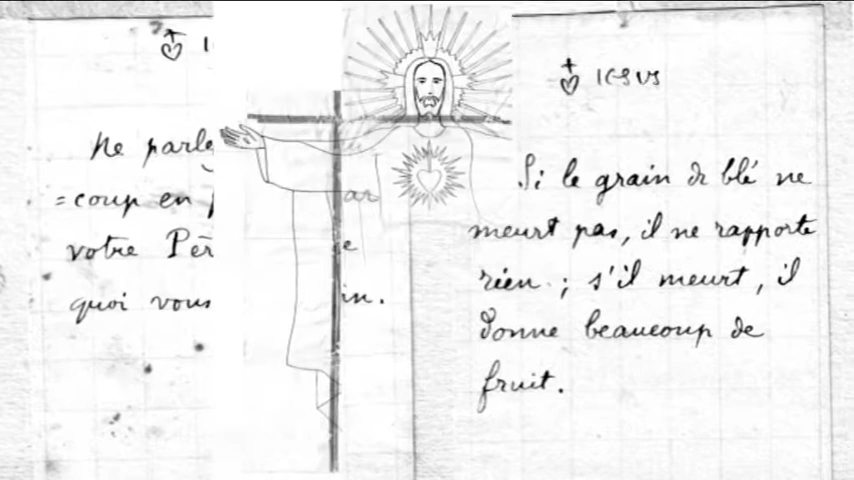 Ne parle
=coup en
votre Pèr
quoi vous
ar
e
in.
IESUS
Si le grain de blé ne
meurt pas, il ne rapporte
rien ; s'il meurt, il
donne beaucoup de
fruit.